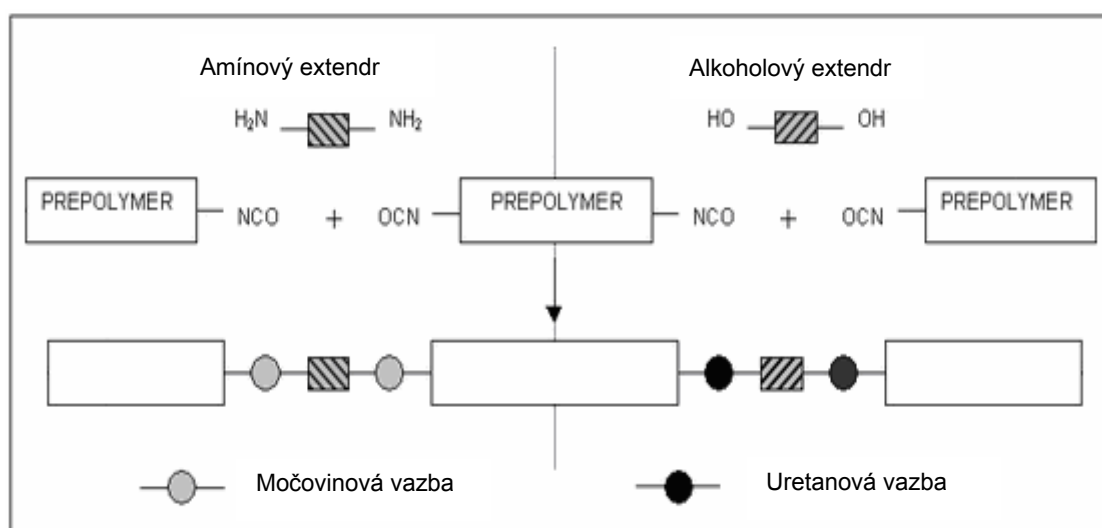 Amínový extendr
Alkoholový extendr
H₂N
NH₂
HO
OH
PREPOLYMER
NCO
+
OCN
PREPOLYMER
NCO
+
OCN
PREPOLYMER
Močovinová vazba
Uretanová vazba